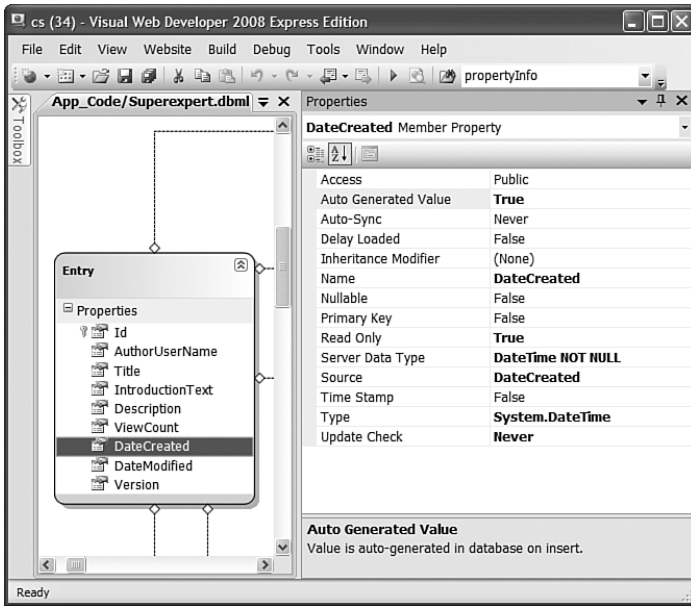 cs (34) - Visual Web Developer 2008 Express Edition
File Edit View Website Build Debug Tools Window Help
propertyInfo
Toolbox
App_Code/Superexpert.dbml
Entry
Properties
Id
AuthorUserName
Title
IntroductionText
Description
ViewCount
DateCreated
DateModified
Version
Properties
DateCreated Member Property
Access Public
Auto Generated Value True
Auto-Sync Never
Delay Loaded False
Inheritance Modifier (None)
Name DateCreated
Nullable False
Primary Key False
Read Only True
Server Data Type DateTime NOT NULL
Source DateCreated
Time Stamp False
Type System.DateTime
Update Check Never
Auto Generated Value
Value is auto-generated in database on insert.
Ready